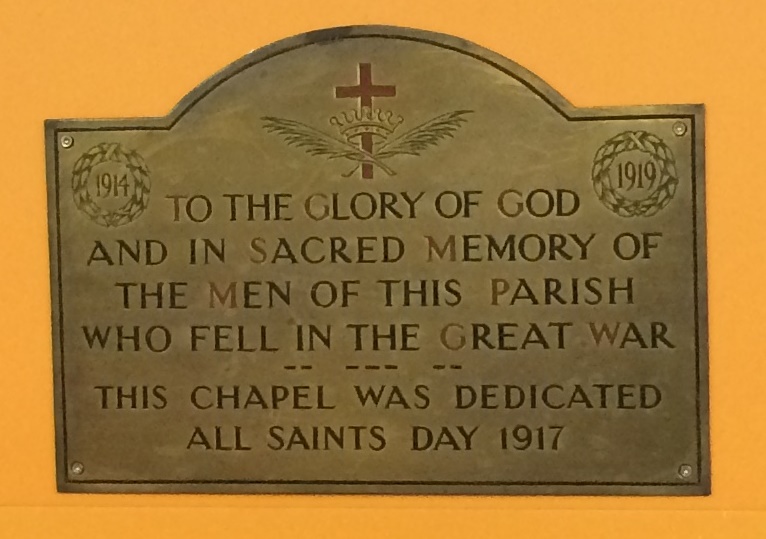 1914
1919
TO THE GLORY OF GOD
AND IN SACRED MEMORY OF
THE MEN OF THIS PARISH
WHO FELL IN THE GREAT WAR
-- --- --
THIS CHAPEL WAS DEDICATED
ALL SAINTS DAY 1917